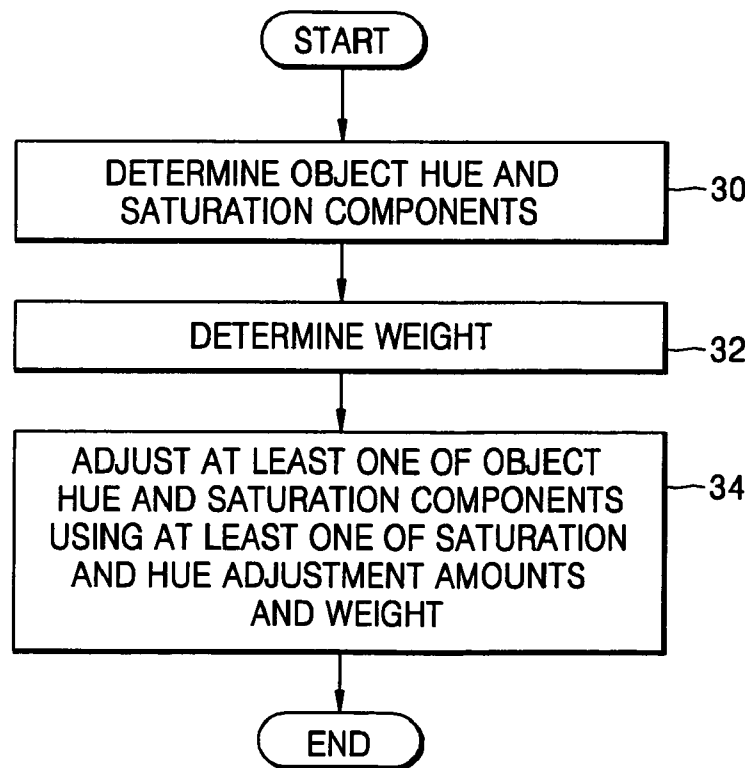 START
DETERMINE OBJECT HUE AND
SATURATION COMPONENTS
30
DETERMINE WEIGHT
32
ADJUST AT LEAST ONE OF OBJECT
HUE AND SATURATION COMPONENTS
USING AT LEAST ONE OF SATURATION
AND HUE ADJUSTMENT AMOUNTS
AND WEIGHT
34
END